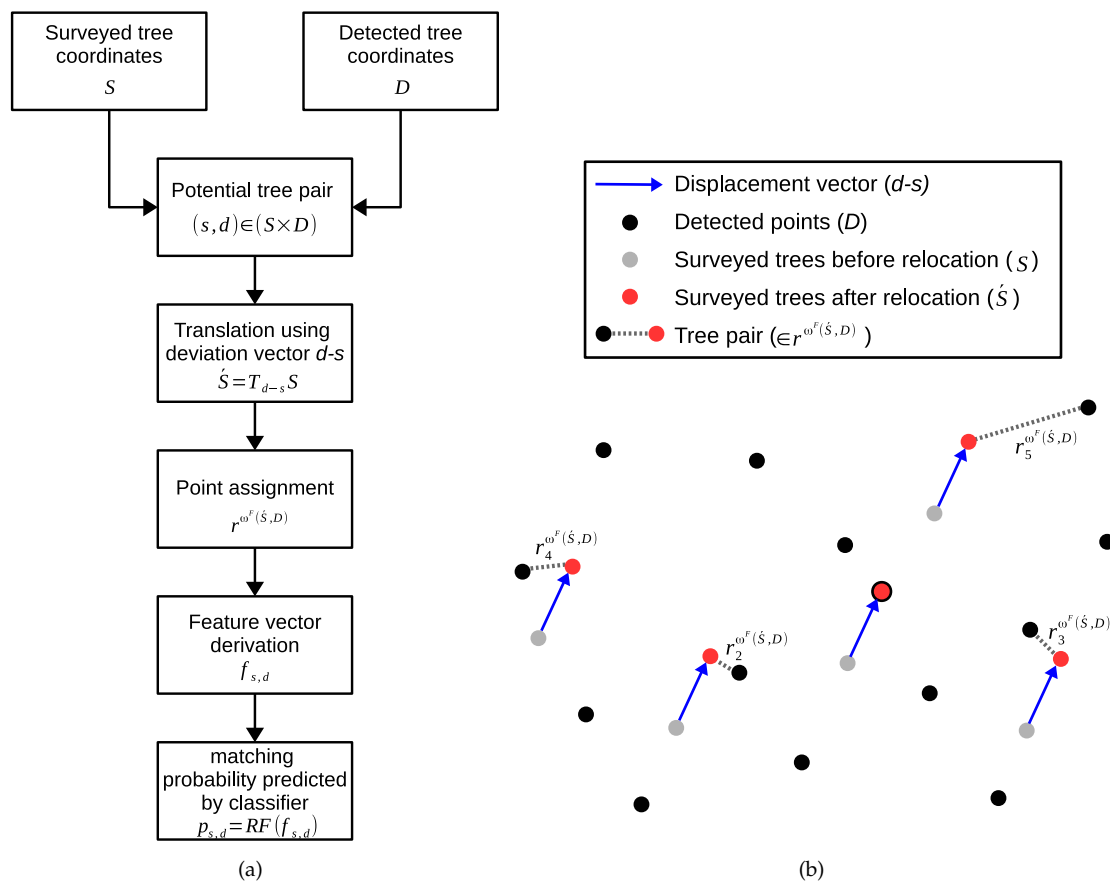 Surveyed tree
coordinates
S
Detected tree
coordinates
D
Potential tree pair
(s,d)∈(S×D)
Translation using
deviation vector d-s
Ś=T_{d−s}S
Point assignment
r^{ω^F(Ś,D)}
Feature vector
derivation
f_{s,d}
matching
probability predicted
by classifier
p_{s,d}=RF(f_{s,d})
(a)
Displacement vector (d-s)
Detected points (D)
Surveyed trees before relocation (S)
Surveyed trees after relocation (Ś)
Tree pair (∈r^{ω^F(Ś,D)})
r_5^{ω^F(Ś,D)}
r_4^{ω^F(Ś,D)}
r_2^{ω^F(Ś,D)}
r_3^{ω^F(Ś,D)}
(b)